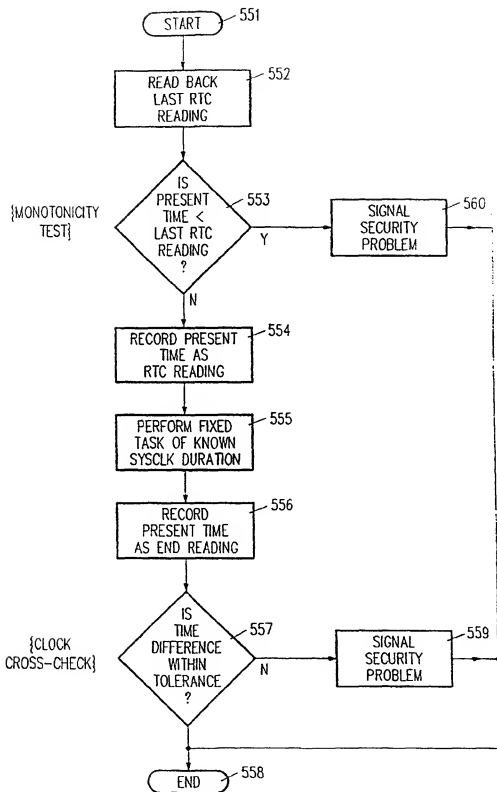 START
551
READ BACK
LAST RTC
READING
552
{MONOTONICITY
TEST}
IS
PRESENT
TIME <
LAST RTC
READING
?
553
Y
N
SIGNAL
SECURITY
PROBLEM
560
RECORD PRESENT
TIME AS
RTC READING
554
PERFORM FIXED
TASK OF KNOWN
SYSCLK DURATION
555
RECORD
PRESENT TIME
AS END READING
556
{CLOCK
CROSS-CHECK}
IS
TIME
DIFFERENCE
WITHIN
TOLERANCE
?
557
N
Y
SIGNAL
SECURITY
PROBLEM
559
END
558